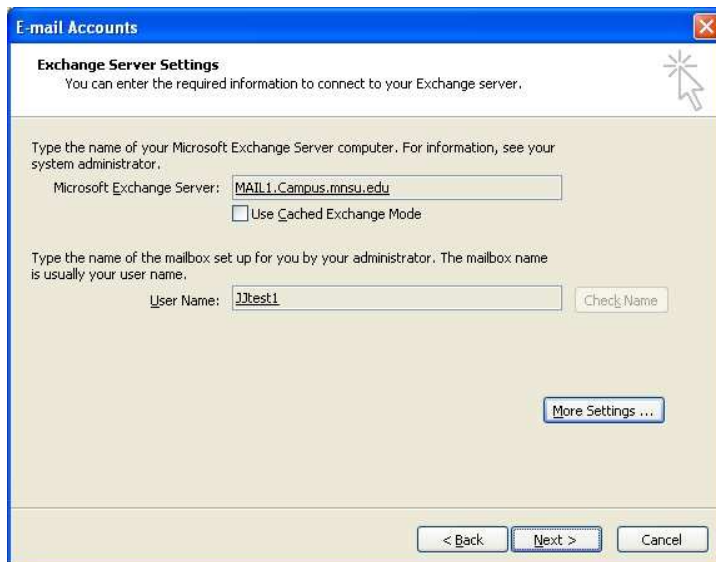 E-mail Accounts
Exchange Server Settings
You can enter the required information to connect to your Exchange server.
Type the name of your Microsoft Exchange Server computer. For information, see your
system administrator.
Microsoft Exchange Server: MAIL1.Campus.mnsu.edu
Use Cached Exchange Mode
Type the name of the mailbox set up for you by your administrator. The mailbox name
is usually your user name.
User Name: JJtest1 Check Name
More Settings ...
< Back Next > Cancel